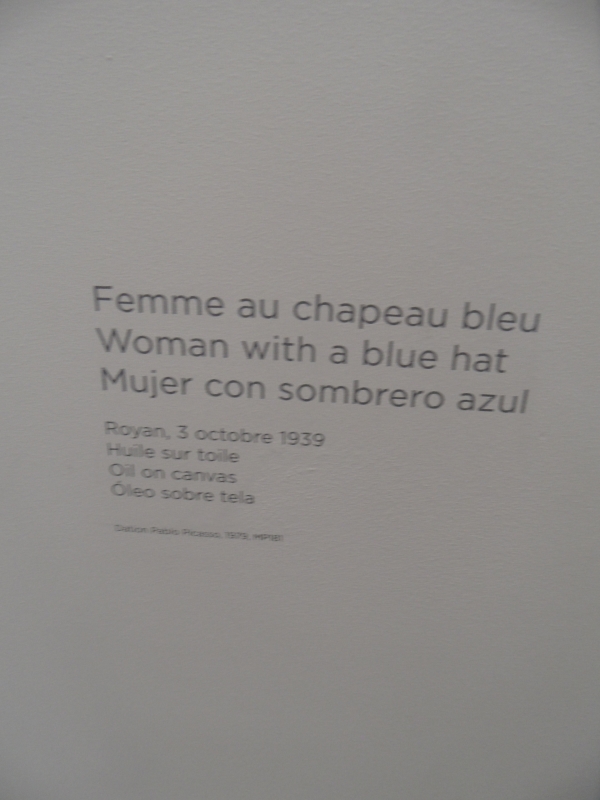 Femme au chapeau bleu
Woman with a blue hat
Mujer con sombrero azul
Royan, 3 octobre 1939
Huile sur toile
Oil on canvas
Óleo sobre tela
Dation Pablo Picasso, 1979, MP181